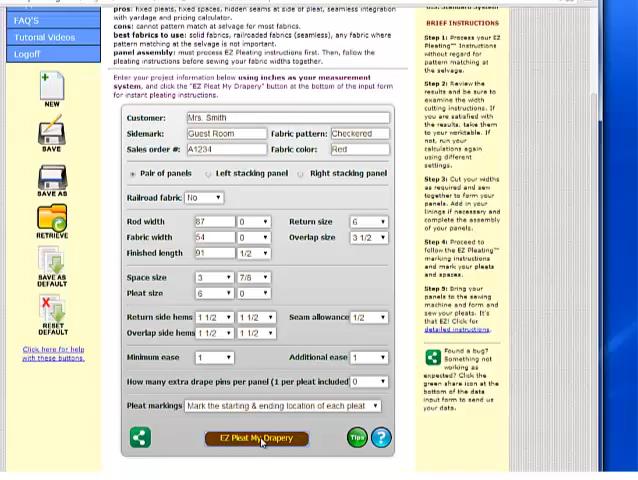 FAQ'S
Tutorial Videos
Logoff
NEW
SAVE
SAVE AS
RETRIEVE
SAVE AS
DEFAULT
RESET
DEFAULT
Click here for help
with these buttons.
pros: fixed pleats, fixed spaces, hidden seams at side of pleat, seamless integration
with yardage and pricing calculator.
cons: cannot pattern match at selvage for most fabrics.
best fabrics to use: solid fabrics, railroaded fabrics (seamless), any fabric where
pattern matching at the selvage is not important.
panel assembly: must process EZ Pleating instructions first. Then, follow the
pleating instructions before sewing your fabric widths together.
Enter your project information below using inches as your measurement
system, and click the "EZ Pleat My Drapery" button at the bottom of the input form
for instant pleating instructions.
Customer: Mrs. Smith
Sidemark: Guest Room Fabric pattern: Checkered
Sales order #: A1234 Fabric color: Red
Pair of panels Left stacking panel Right stacking panel
Railroad fabric No
Rod width 87 0 Return size 6
Fabric width 54 0 Overlap size 3 1/2
Finished length 91 1/2
Space size 3 7/8
Pleat size 6 0
Return side hems 1 1/2 1 1/2 Seam allowance 1/2
Overlap side hems 1 1/2 1 1/2
Minimum ease 1 Additional ease 1
How many extra drape pins per panel (1 per pleat included) 0
Pleat markings Mark the starting & ending location of each pleat
EZ Pleat My Drapery Tips ?
BRIEF INSTRUCTIONS
Step 1: Process your EZ
Pleating™ Instructions
without regard for
pattern matching at
the selvage.
Step 2: Review the
results and be sure to
examine the width
cutting instructions. If
you are satisfied with
the results, take them
to your worktable. If
not, run your
calculations again
using different
settings.
Step 3: Cut your widths
as required and sew
together to form your
panels. Add in your
linings if necessary and
complete the assembly
of your panels.
Step 4: Proceed to
follow the EZ Pleating™
marking instructions
and mark your pleats
and spaces.
Step 5: Bring your
panels to the sewing
machine and form and
sew your pleats. It's
that EZ! Click for
detailed instructions.
Found a bug?
Something not
working as
expected? Click the
green share icon at the
bottom of the data
input form to send us
your data.